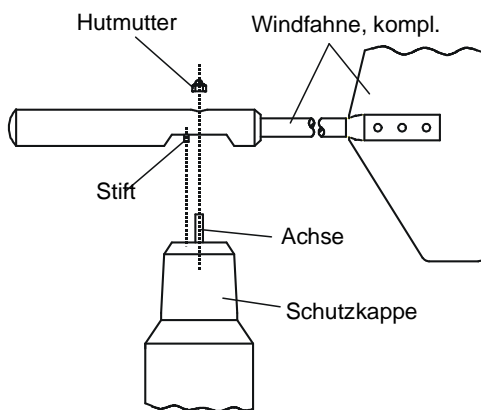 Hutmutter
Windfahne, kompl.
Stift
Achse
Schutzkappe